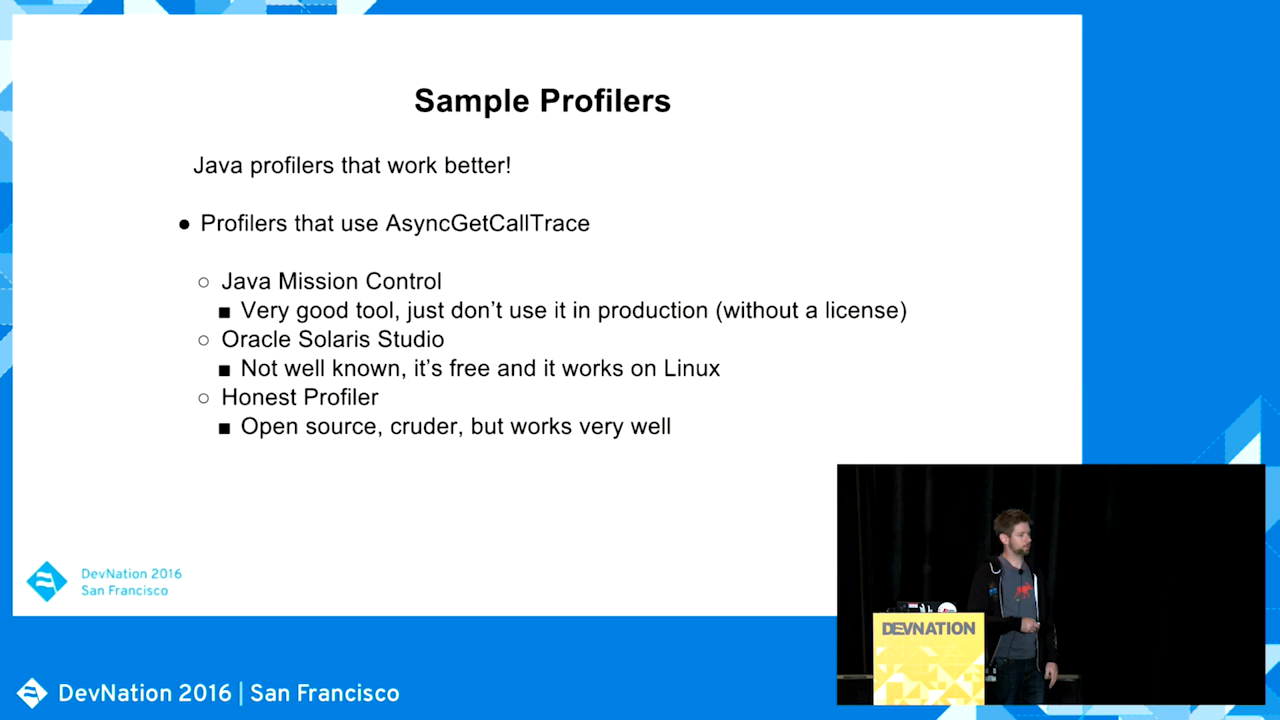 Sample Profilers
Java profilers that work better!
● Profilers that use AsyncGetCallTrace
○ Java Mission Control
■ Very good tool, just don’t use it in production (without a license)
○ Oracle Solaris Studio
■ Not well known, it’s free and it works on Linux
○ Honest Profiler
■ Open source, cruder, but works very well
DevNation 2016
San Francisco
DEVNATION
DevNation 2016 | San Francisco